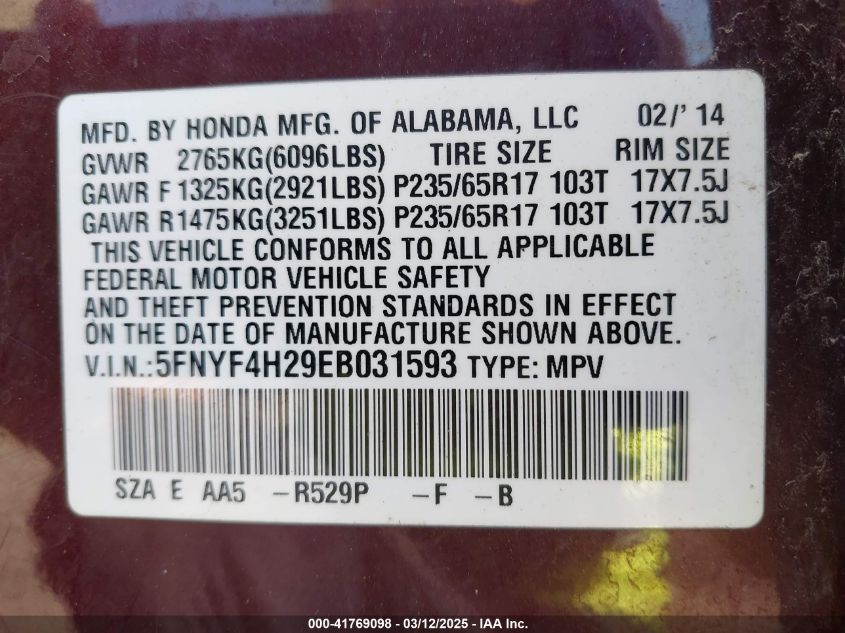 MFD. BY HONDA MFG. OF ALABAMA, LLC 02/' 14
GVWR 2765KG(6096LBS) TIRE SIZE RIM SIZE
GAWR F 1325KG(2921LBS) P235/65R17 103T 17X7.5J
GAWR R1475KG(3251LBS) P235/65R17 103T 17X7.5J
THIS VEHICLE CONFORMS TO ALL APPLICABLE
FEDERAL MOTOR VEHICLE SAFETY
AND THEFT PREVENTION STANDARDS IN EFFECT
ON THE DATE OF MANUFACTURE SHOWN ABOVE.
V.I.N.:5FNYF4H29EB031593 TYPE: MPV
SZA E AA5 -R529P -F -B
000-41769098 - 03/12/2025 - IAA Inc.